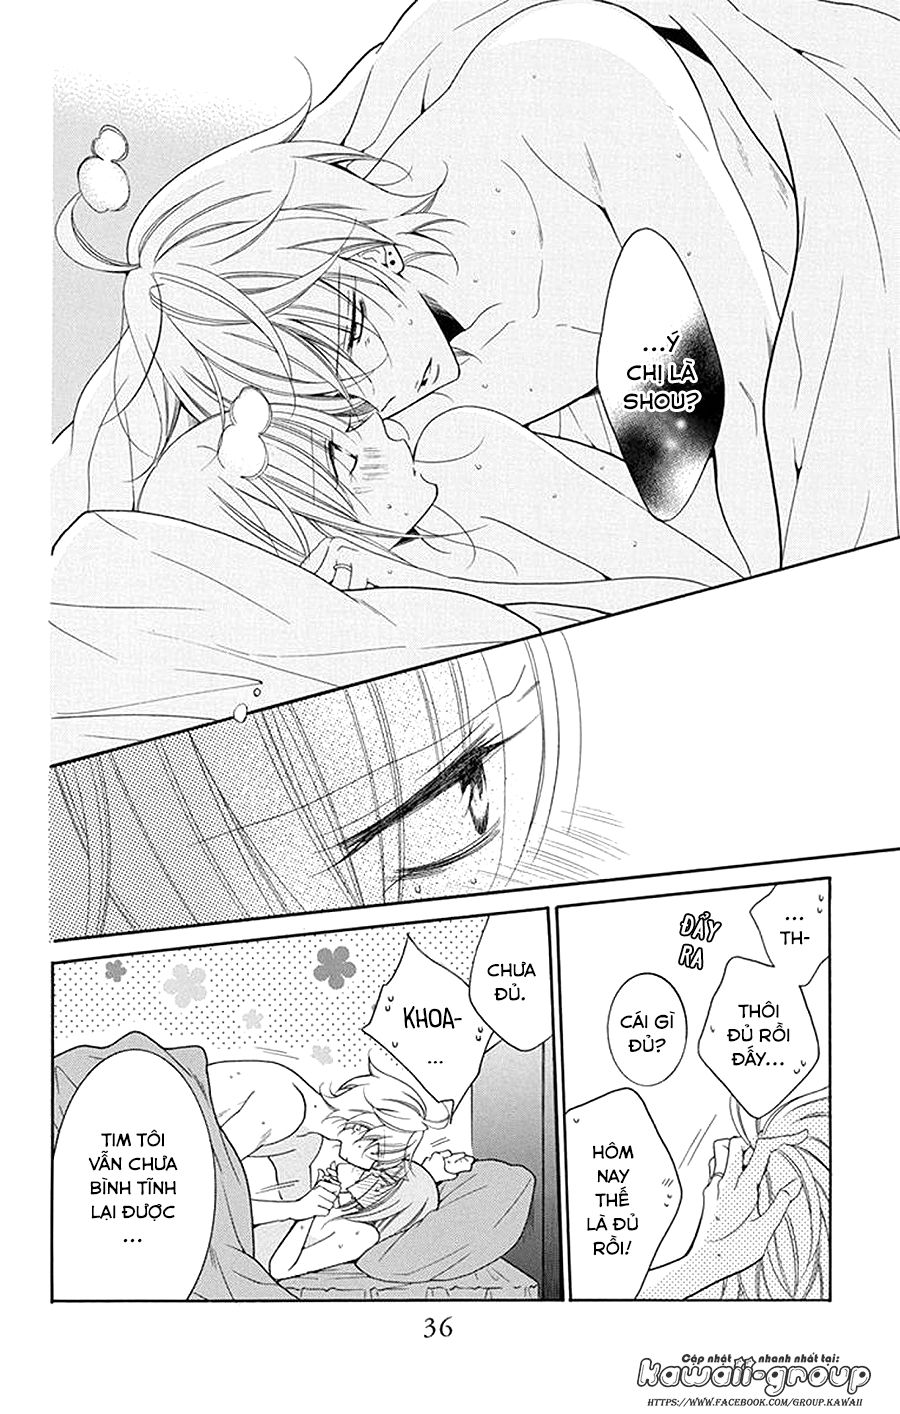 ...Ý
CHỊ LÀ
SHOU?
...
TH-
ĐẨY
RA
THÔI
ĐỦ RỒI
ĐẤY...
CÁI GÌ
ĐỦ?
HÔM
NAY
THẾ
LÀ ĐỦ
RỒI!
CHƯA
ĐỦ.
KHOA-
...
TIM TÔI
VẪN CHƯA
BÌNH TĨNH
LẠI ĐƯỢC
...
36
Cập nhật nhanh nhất tại:
kawaii-group
HTTPS://WWW.FACEBOOK.COM/GROUP.KAWAII